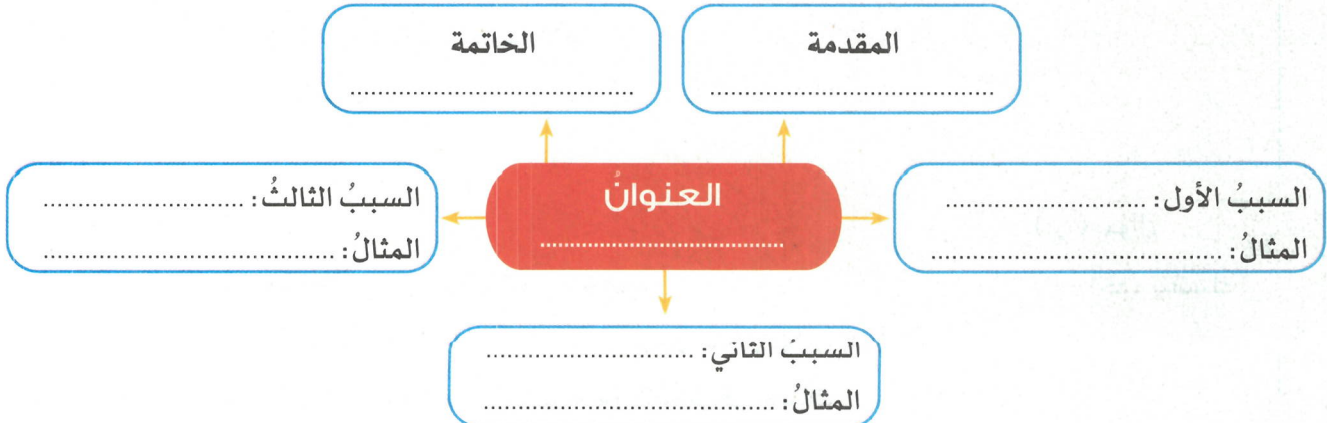 المقدمة
......................................
الخاتمة
......................................
العنوانُ
......................................
السببُ الأول: ...........................
المثالُ: .......................................
السببُ الثاني: ............................
المثالُ: .......................................
السببُ الثالثُ: ...........................
المثالُ: .......................................